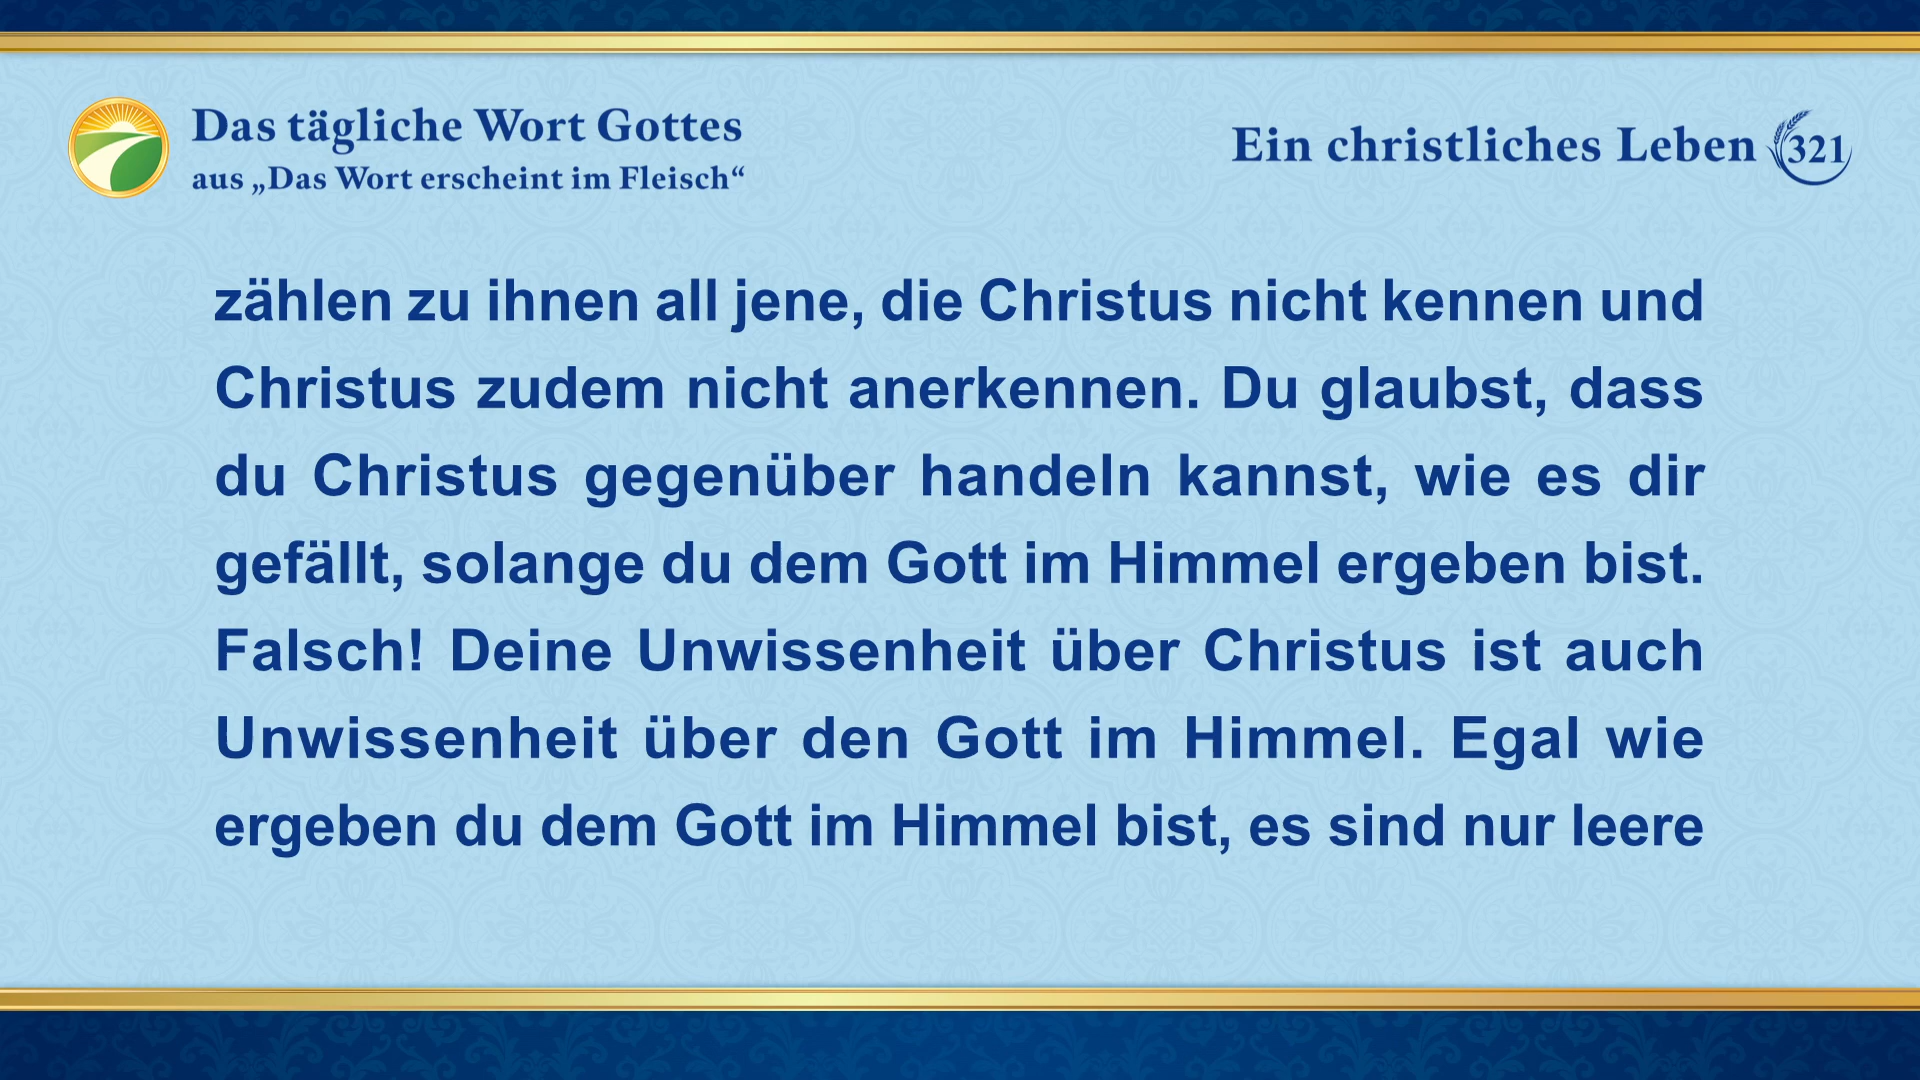 Das tägliche Wort Gottes
aus „Das Wort erscheint im Fleisch“
Ein christliches Leben 321
zählen zu ihnen all jene, die Christus nicht kennen und
Christus zudem nicht anerkennen. Du glaubst, dass
du Christus gegenüber handeln kannst, wie es dir
gefällt, solange du dem Gott im Himmel ergeben bist.
Falsch! Deine Unwissenheit über Christus ist auch
Unwissenheit über den Gott im Himmel. Egal wie
ergeben du dem Gott im Himmel bist, es sind nur leere